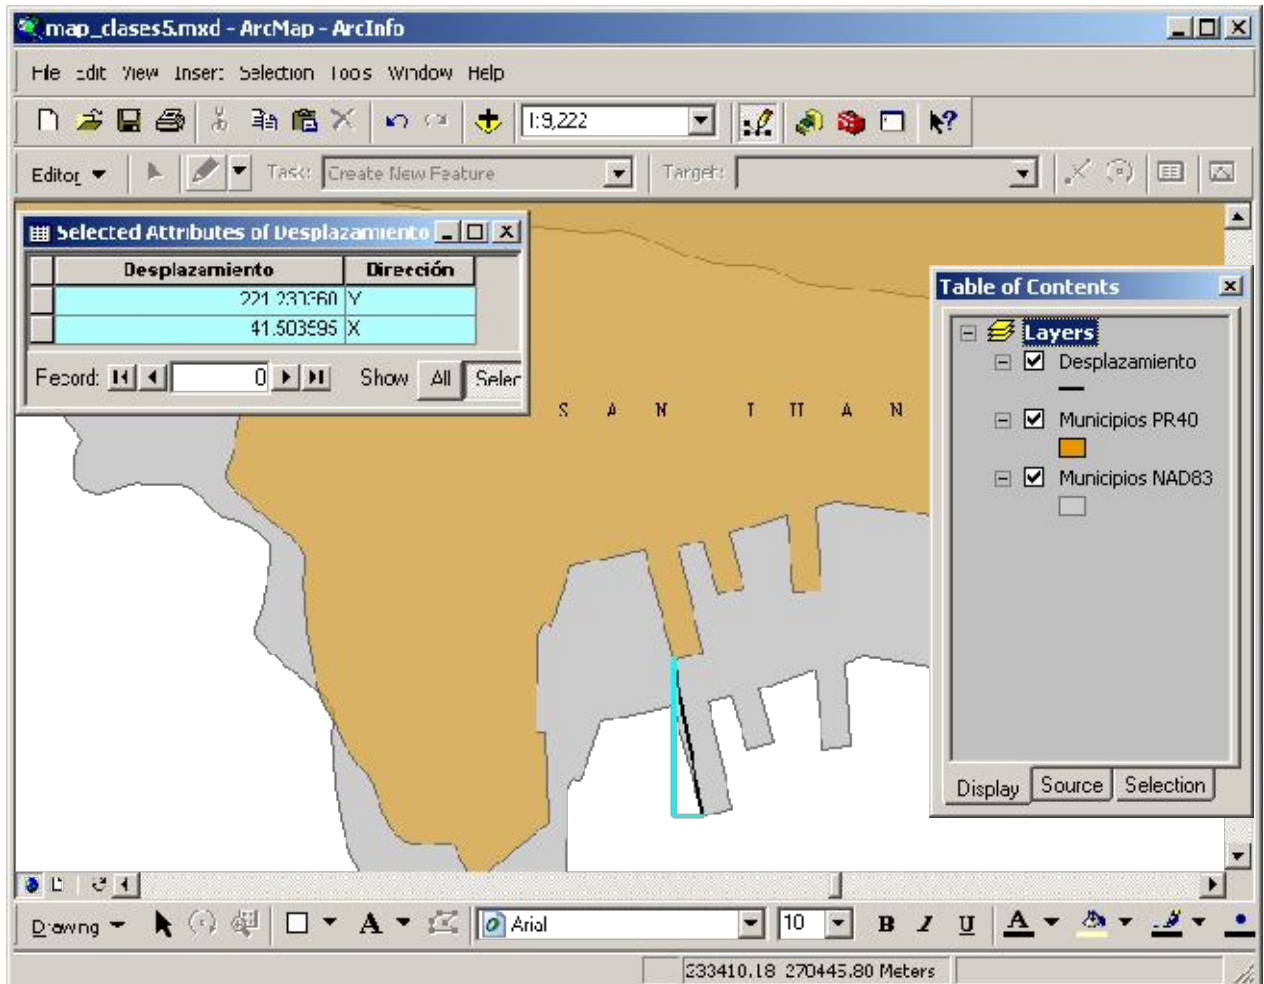 map_clases5.mxd - ArcMap - ArcInfo
File Edit View Insert Selection Tools Window Help
1:9,222
Editor Task: Create New Feature Target:
Selected Attributes of Desplazamiento
Desplazamiento Dirección
Y
41.503595 X
Record: 0 Show All Selec
S A N J U A N
Table of Contents
Layers
Desplazamiento
Municipios PR40
Municipios NAD83
Display Source Selection
Drawing A Arial 10 B I U A
233410.18 270445.80 Meters